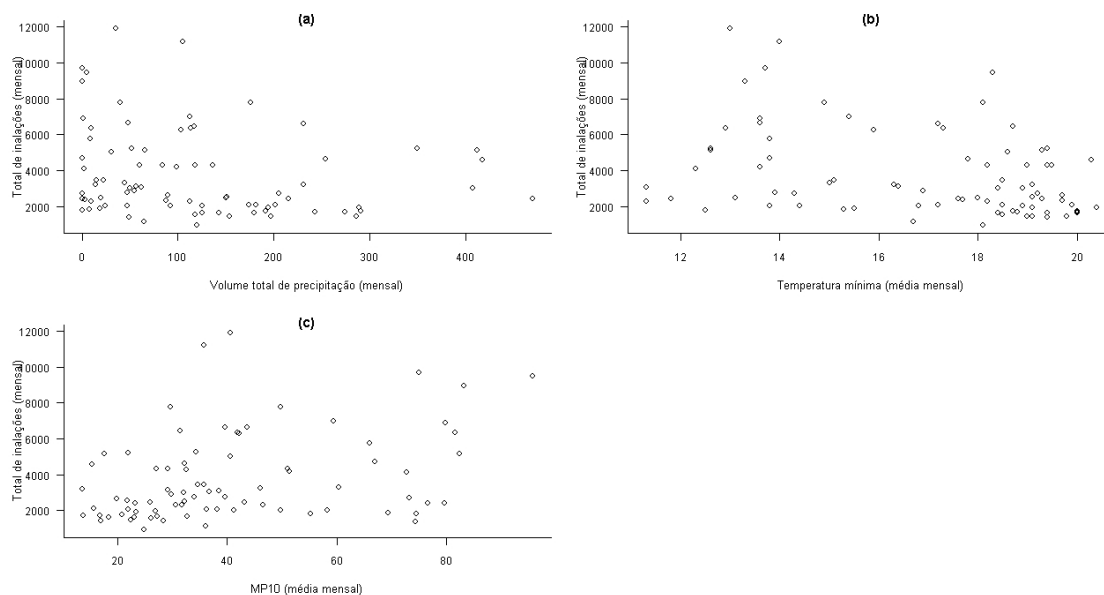 (a)
Total de inalações (mensal)
12000
10000
8000
6000
4000
2000
0 100 200 300 400
Volume total de precipitação (mensal)
(b)
Total de inalações (mensal)
12000
10000
8000
6000
4000
2000
12 14 16 18 20
Temperatura mínima (média mensal)
(c)
Total de inalações (mensal)
12000
10000
8000
6000
4000
2000
20 40 60 80
MP10 (média mensal)